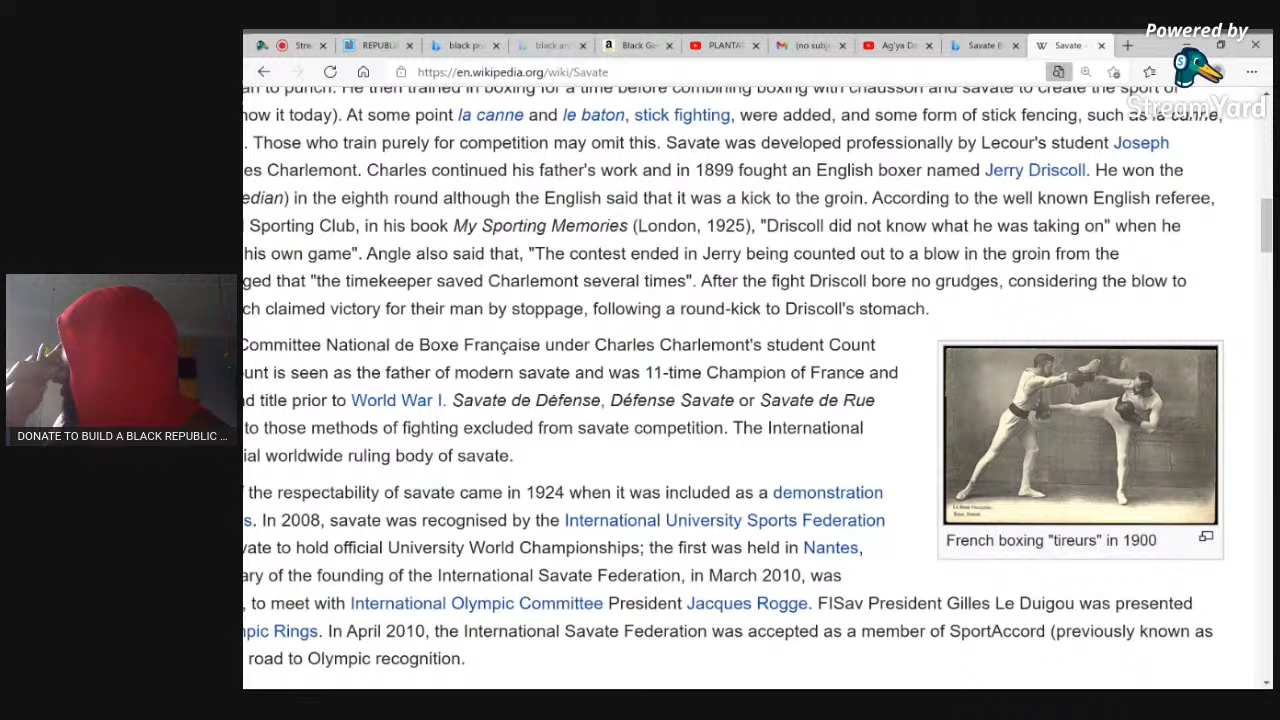 Powered by
StreamYard
Stre
REPUBL
black pr
black an
Black Ge
PLANTAT
(no subj
Ag'ya D
Savate B
Savate -
https://en.wikipedia.org/wiki/Savate
an to punch. He then trained in boxing for a time before combining boxing with chausson and savate to create the sport of
now it today). At some point la canne and le baton, stick fighting, were added, and some form of stick fencing, such as la canne,
. Those who train purely for competition may omit this. Savate was developed professionally by Lecour's student Joseph
es Charlemont. Charles continued his father's work and in 1899 fought an English boxer named Jerry Driscoll. He won the
edian) in the eighth round although the English said that it was a kick to the groin. According to the well known English referee,
l Sporting Club, in his book My Sporting Memories (London, 1925), "Driscoll did not know what he was taking on" when he
his own game". Angle also said that, "The contest ended in Jerry being counted out to a blow in the groin from the
ged that "the timekeeper saved Charlemont several times". After the fight Driscoll bore no grudges, considering the blow to
ch claimed victory for their man by stoppage, following a round-kick to Driscoll's stomach.
Committee National de Boxe Française under Charles Charlemont's student Count
unt is seen as the father of modern savate and was 11-time Champion of France and
d title prior to World War I. Savate de Défense, Défense Savate or Savate de Rue
to those methods of fighting excluded from savate competition. The International
ial worldwide ruling body of savate.
f the respectability of savate came in 1924 when it was included as a demonstration
s. In 2008, savate was recognised by the International University Sports Federation
vate to hold official University World Championships; the first was held in Nantes,
ary of the founding of the International Savate Federation, in March 2010, was
, to meet with International Olympic Committee President Jacques Rogge. FISav President Gilles Le Duigou was presented
mpic Rings. In April 2010, the International Savate Federation was accepted as a member of SportAccord (previously known as
road to Olympic recognition.
French boxing "tireurs" in 1900
DONATE TO BUILD A BLACK REPUBLIC ...